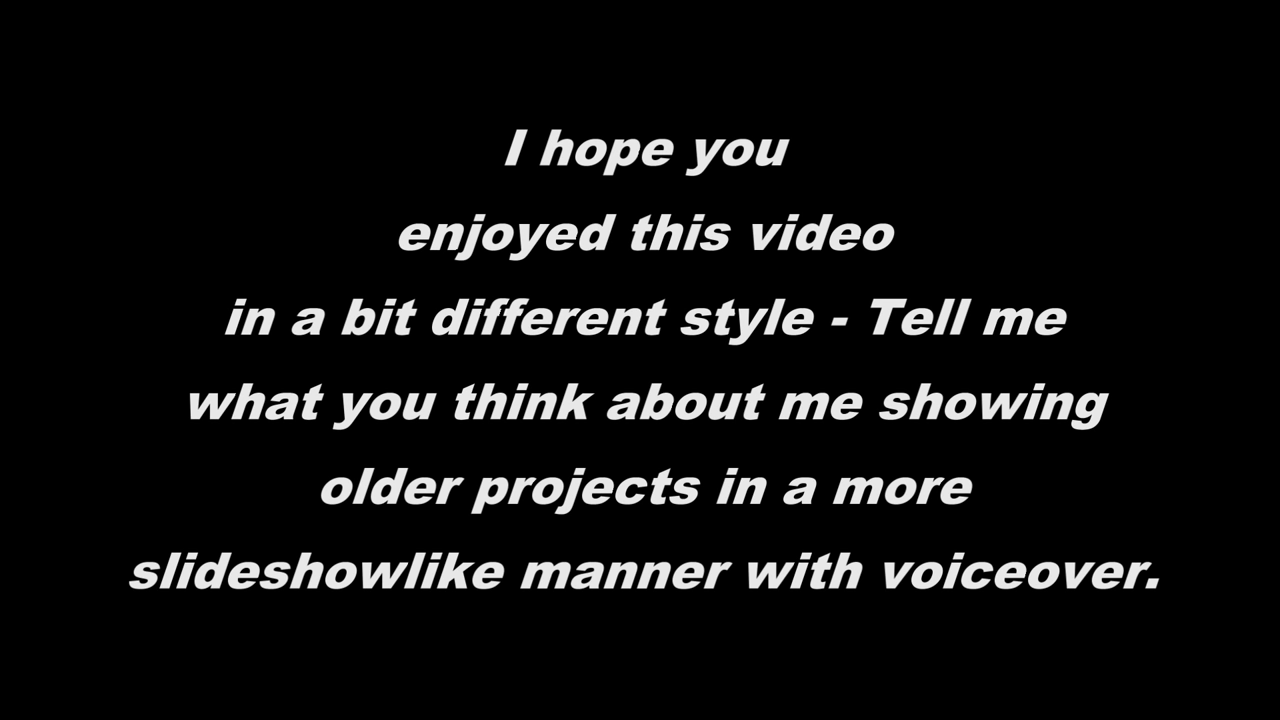 I hope you
enjoyed this video
in a bit different style - Tell me
what you think about me showing
older projects in a more
slideshowlike manner with voiceover.